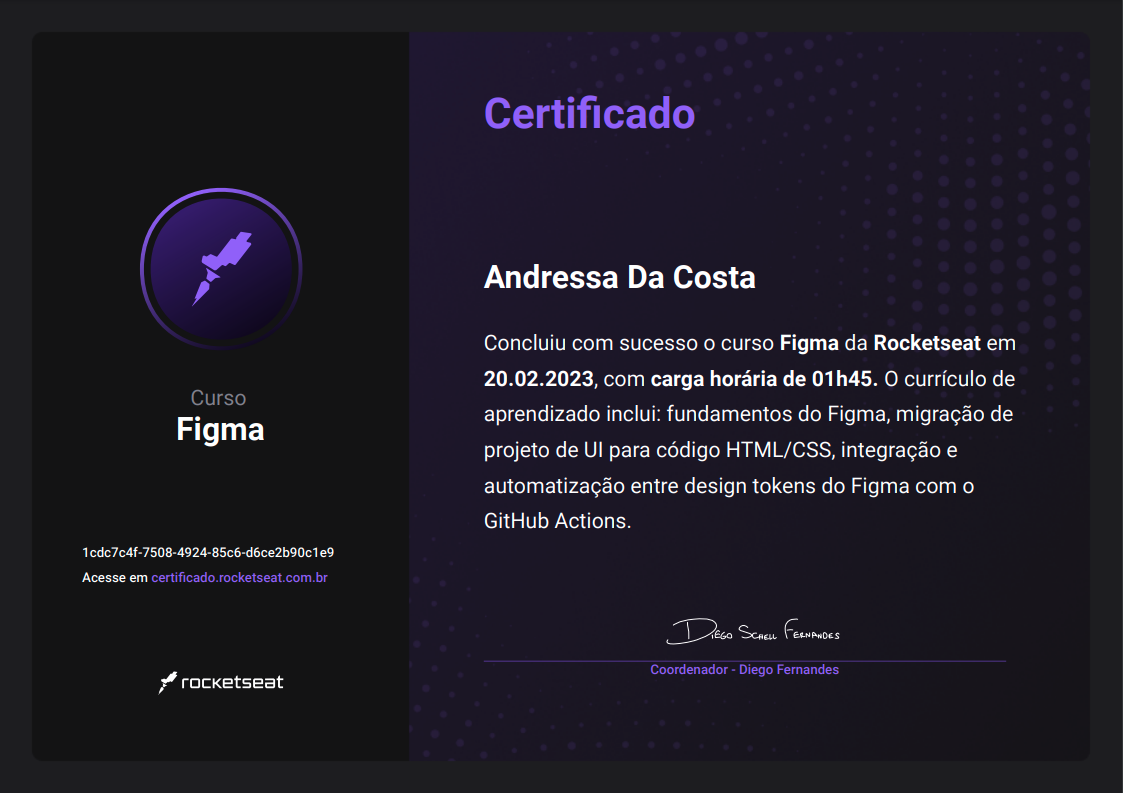 Certificado
Andressa Da Costa
Concluiu com sucesso o curso Figma da Rocketseat em
20.02.2023, com carga horária de 01h45. O currículo de
aprendizado inclui: fundamentos do Figma, migração de
projeto de UI para código HTML/CSS, integração e
automatização entre design tokens do Figma com o
GitHub Actions.
Diego Schell Fernandes
Coordenador - Diego Fernandes
Curso
Figma
1cdc7c4f-7508-4924-85c6-d6ce2b90c1e9
Acesse em certificado.rocketseat.com.br
rocketseat